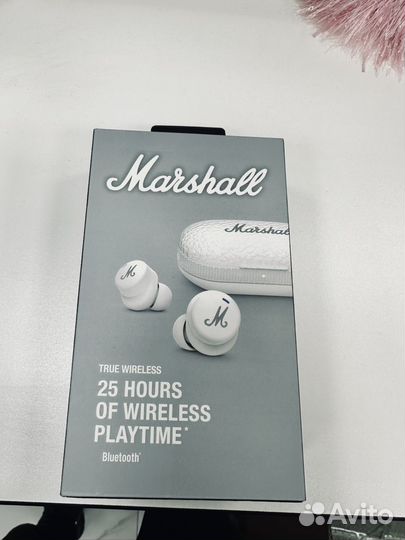 Marshall
Marshall
M
M
TRUE WIRELESS
25 HOURS
OF WIRELESS
PLAYTIME*
Bluetooth®
Avito